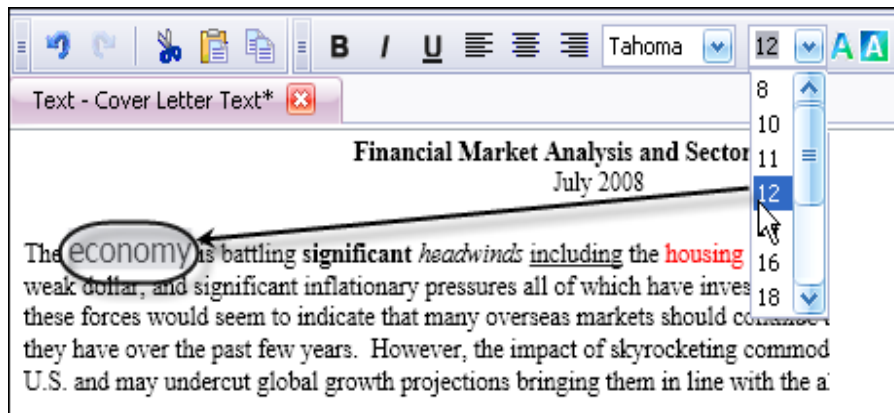 B I U Tahoma 12 A A
Text - Cover Letter Text*
8
10
11
12
16
18
Financial Market Analysis and Sector
July 2008
The economy is battling significant headwinds including the housing
weak dollar, and significant inflationary pressures all of which have
these forces would seem to indicate that many overseas markets should
they have over the past few years. However, the impact of skyrocketing
U.S. and may undercut global growth projections bringing them in line with the